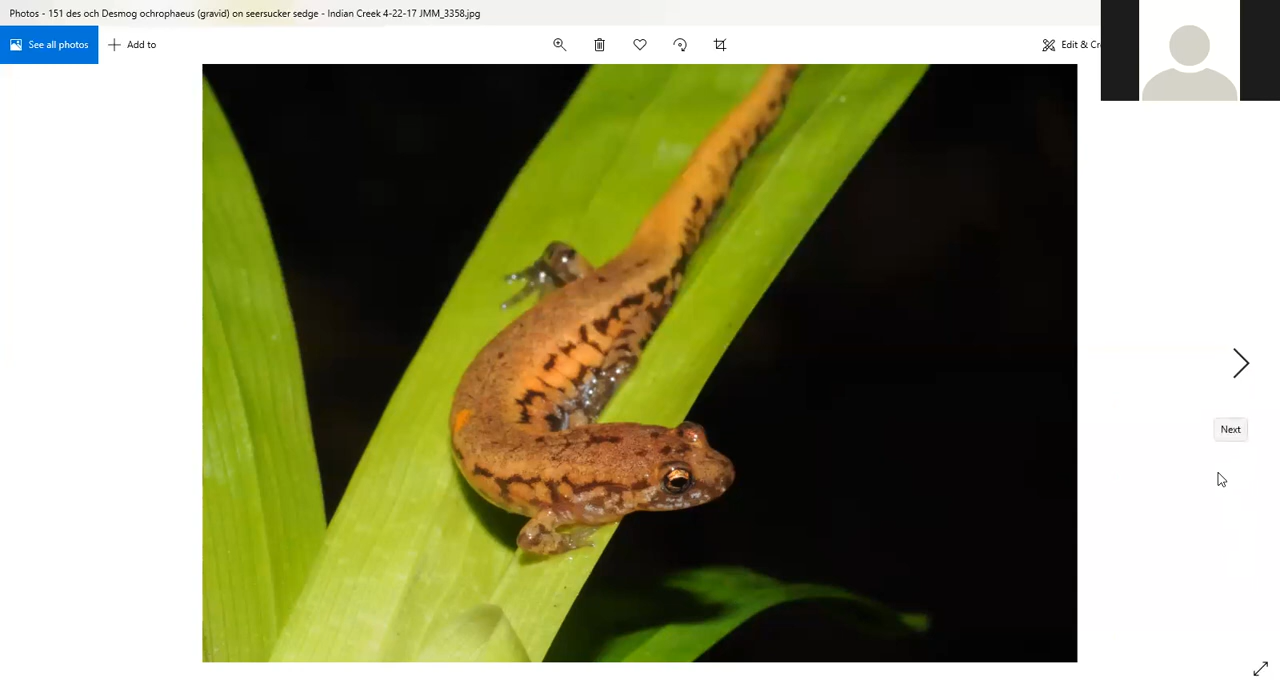 Photos - 151 des och Desmog ochrophaeus (gravid) on seersucker sedge - Indian Creek 4-22-17 JMM_3358.jpg
See all photos
Add to
Edit & Cr
Next